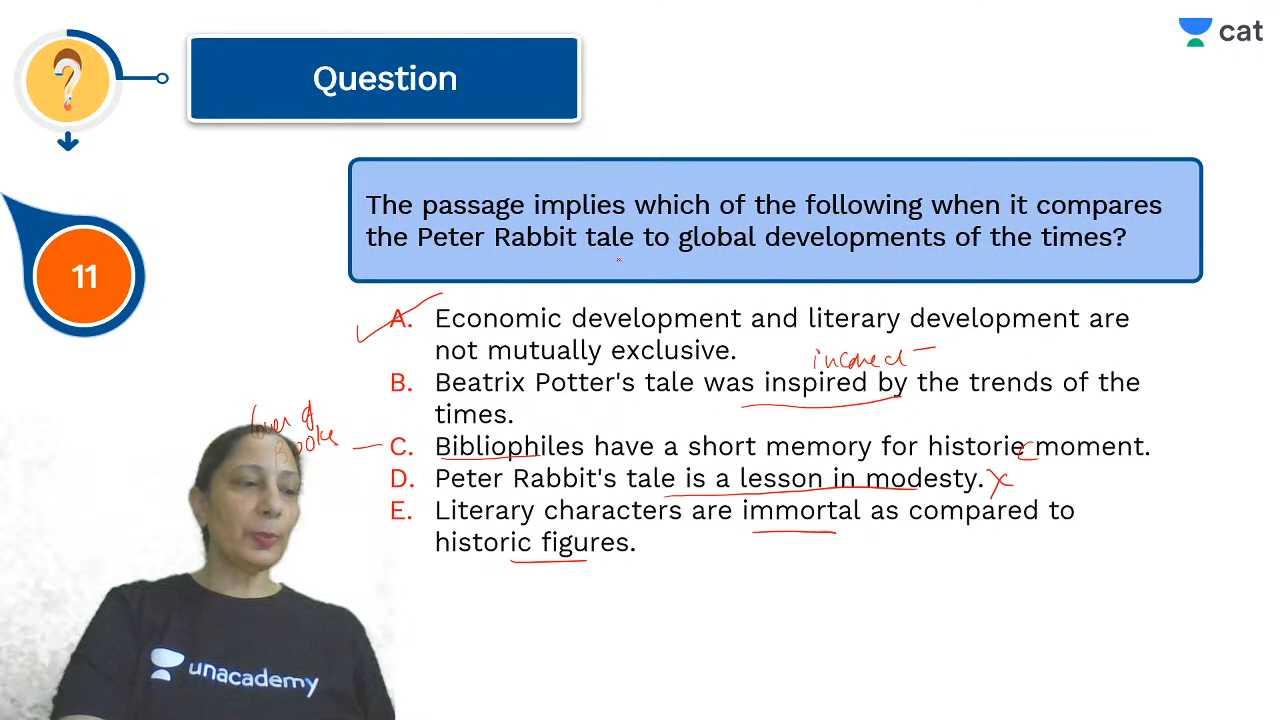 cat
Question
The passage implies which of the following when it compares
the Peter Rabbit tale to global developments of the times?
11
A. Economic development and literary development are
not mutually exclusive.
incorrect
B. Beatrix Potter's tale was inspired by the trends of the
times.
lover of
Books
C. Bibliophiles have a short memory for historic moment.
D. Peter Rabbit's tale is a lesson in modesty.
E. Literary characters are immortal as compared to
historic figures.
unacademy